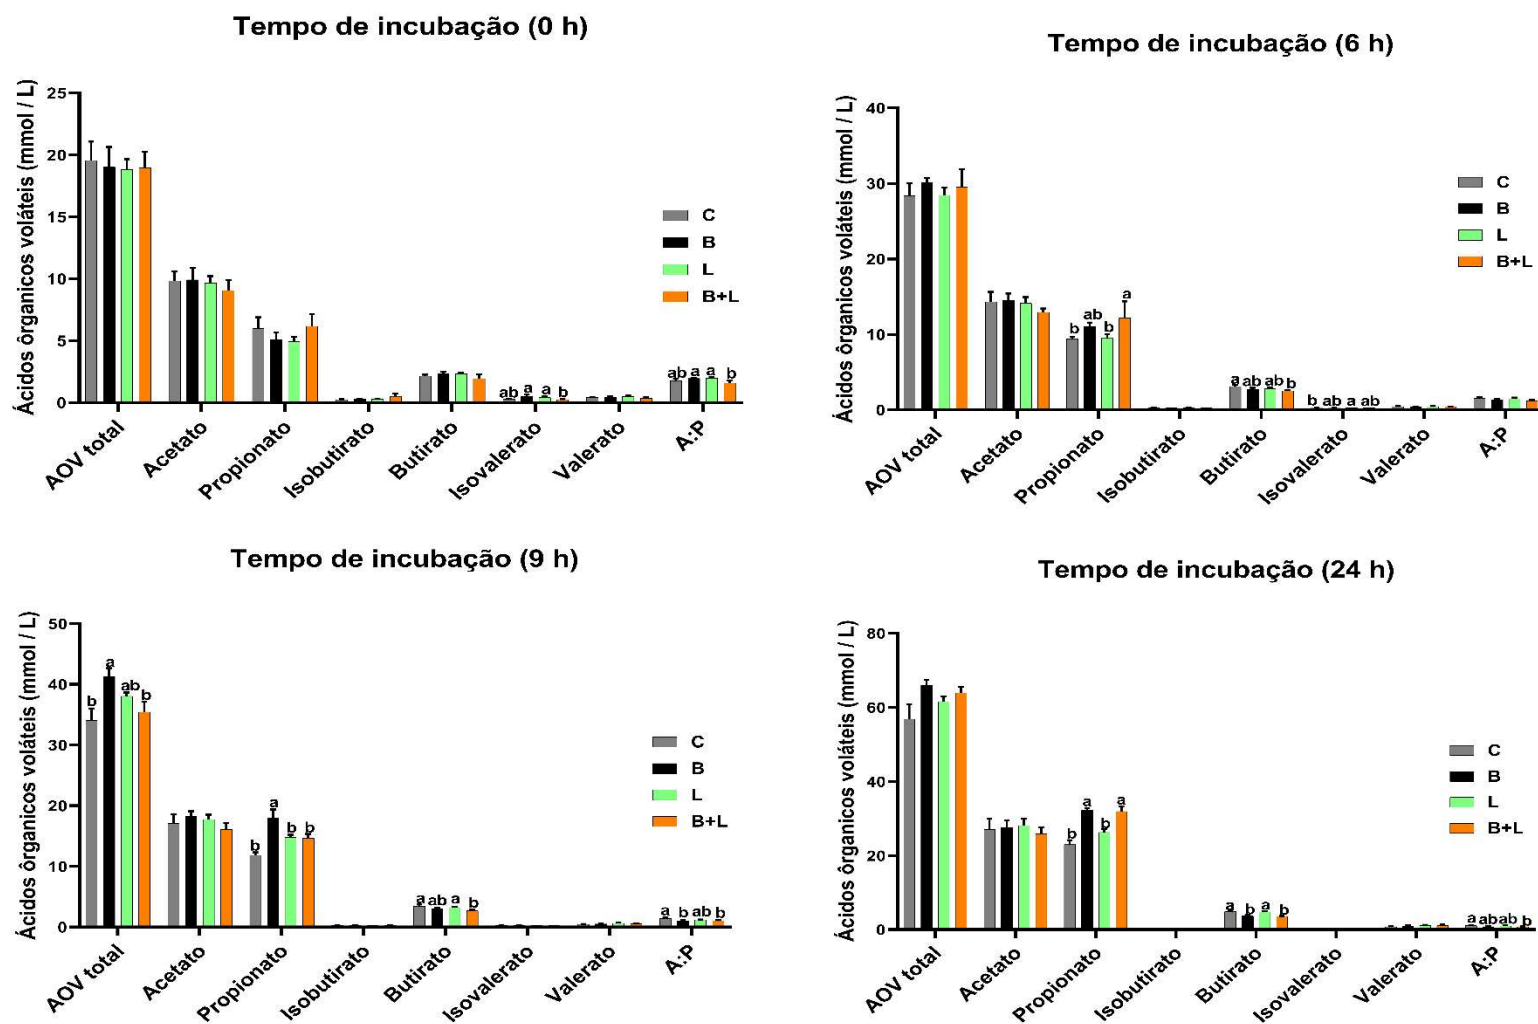 Tempo de incubação (0 h)
Ácidos ôrganicos voláteis (mmol / L)
25
20
15
10
5
0
ab a a b
ab a a b
C
B
L
B+L
AOV total
Acetato
Propionato
Isobutirato
Butirato
Isovalerato
Valerato
A:P
Tempo de incubação (6 h)
Ácidos ôrganicos voláteis (mmol / L)
40
30
20
10
0
b ab b a
a ab ab b
b ab a ab
C
B
L
B+L
AOV total
Acetato
Propionato
Isobutirato
Butirato
Isovalerato
Valerato
A:P
Tempo de incubação (9 h)
Ácidos ôrganicos voláteis (mmol / L)
50
40
30
20
10
0
b a ab b
b a b b
a ab a b
a b ab b
C
B
L
B+L
AOV total
Acetato
Propionato
Isobutirato
Butirato
Isovalerato
Valerato
A:P
Tempo de incubação (24 h)
Ácidos ôrganicos voláteis (mmol / L)
80
60
40
20
0
b a b a
a b a b
a ab ab b
C
B
L
B+L
AOV total
Acetato
Propionato
Isobutirato
Butirato
Isovalerato
Valerato
A:P